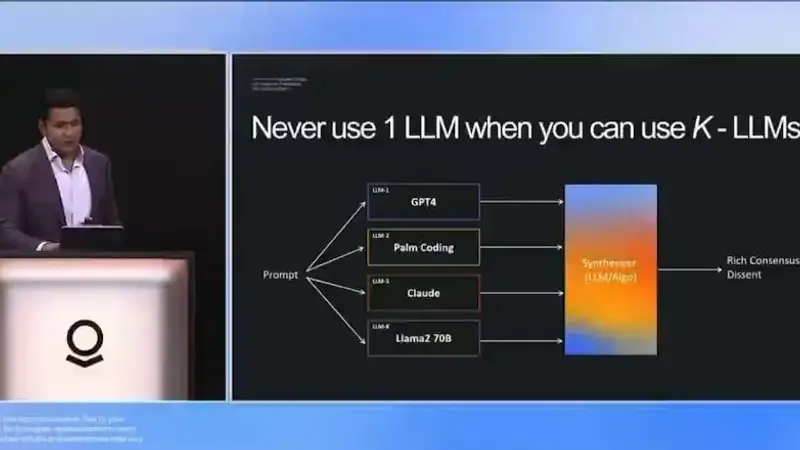 Never use 1 LLM when you can use K - LLMs
LLM-1
GPT4
LLM-2
Palm Coding
Prompt
LLM-3
Claude
LLM-K
Llama2 70B
Synthesizer
(LLM/Algo)
Rich Consensus
Dissent